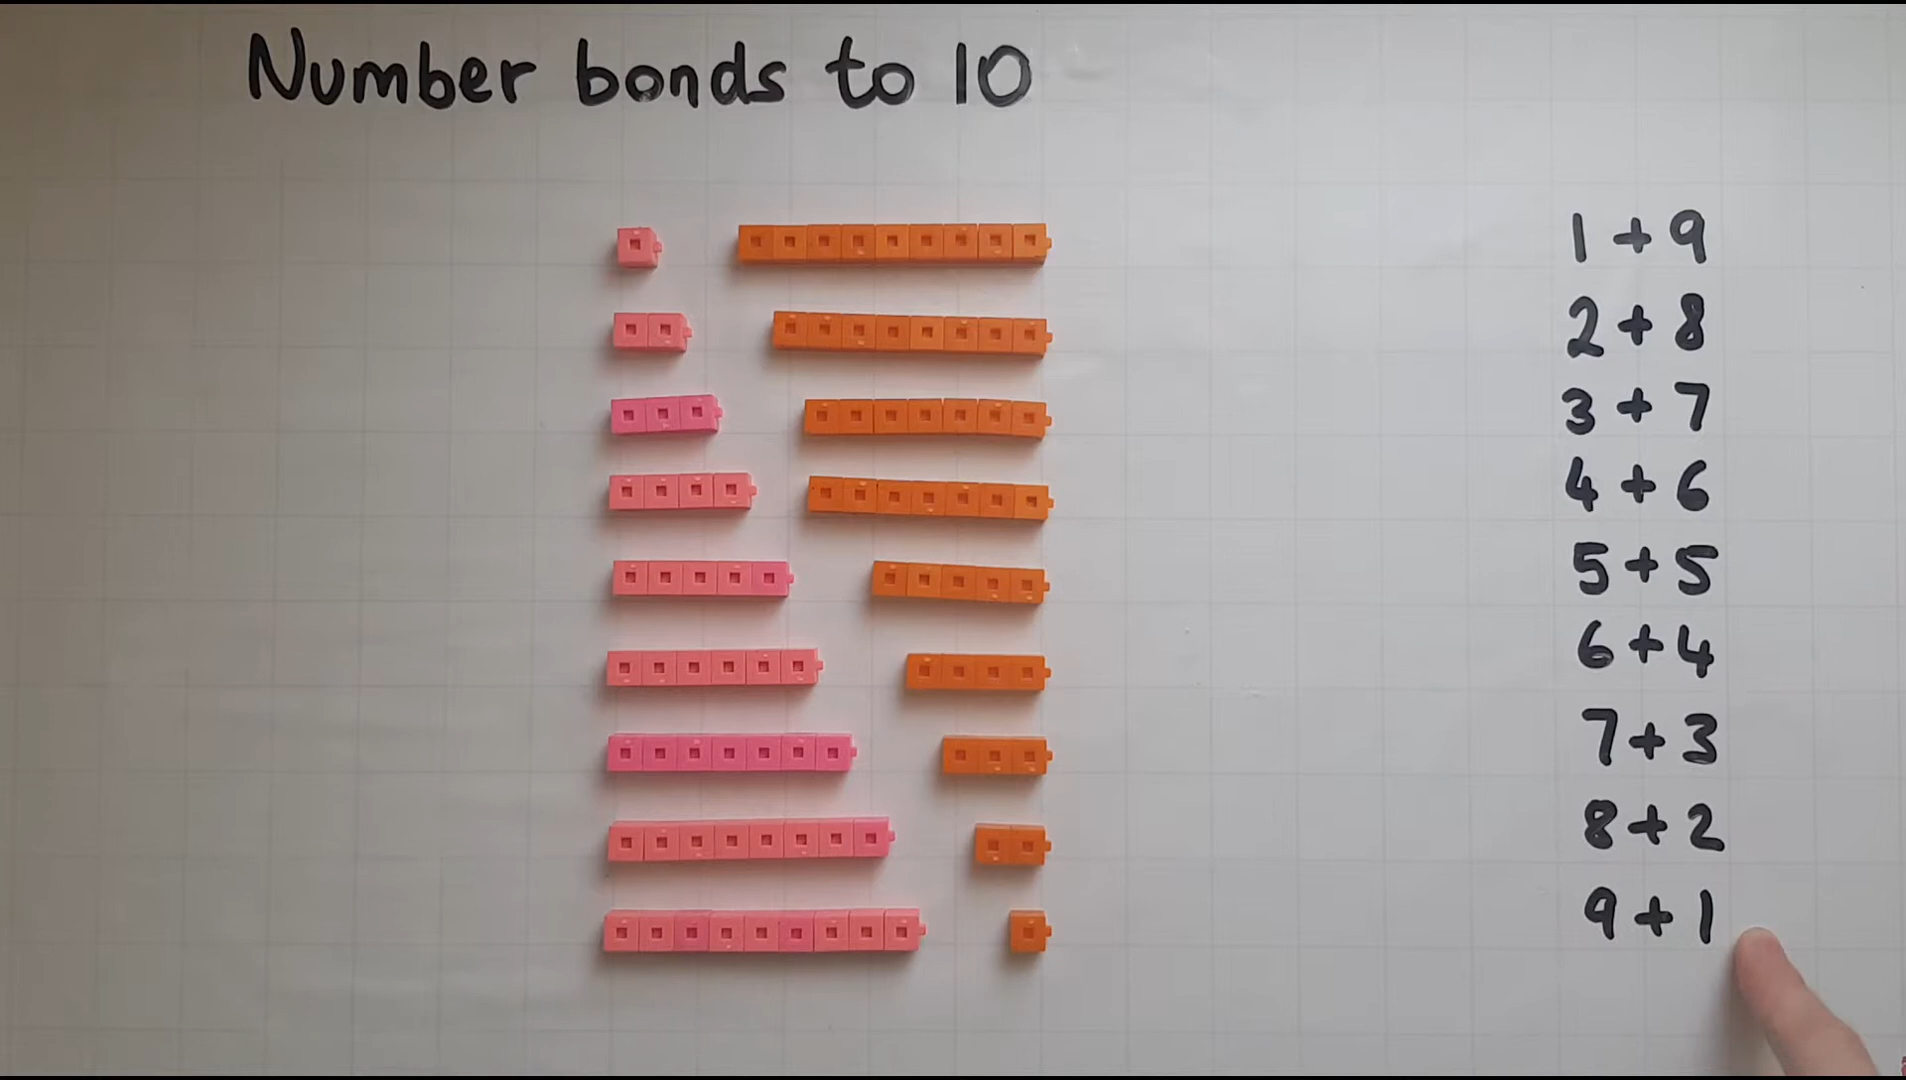 Number bonds to 10
1 + 9
2 + 8
3 + 7
4 + 6
5 + 5
6 + 4
7 + 3
8 + 2
9 + 1